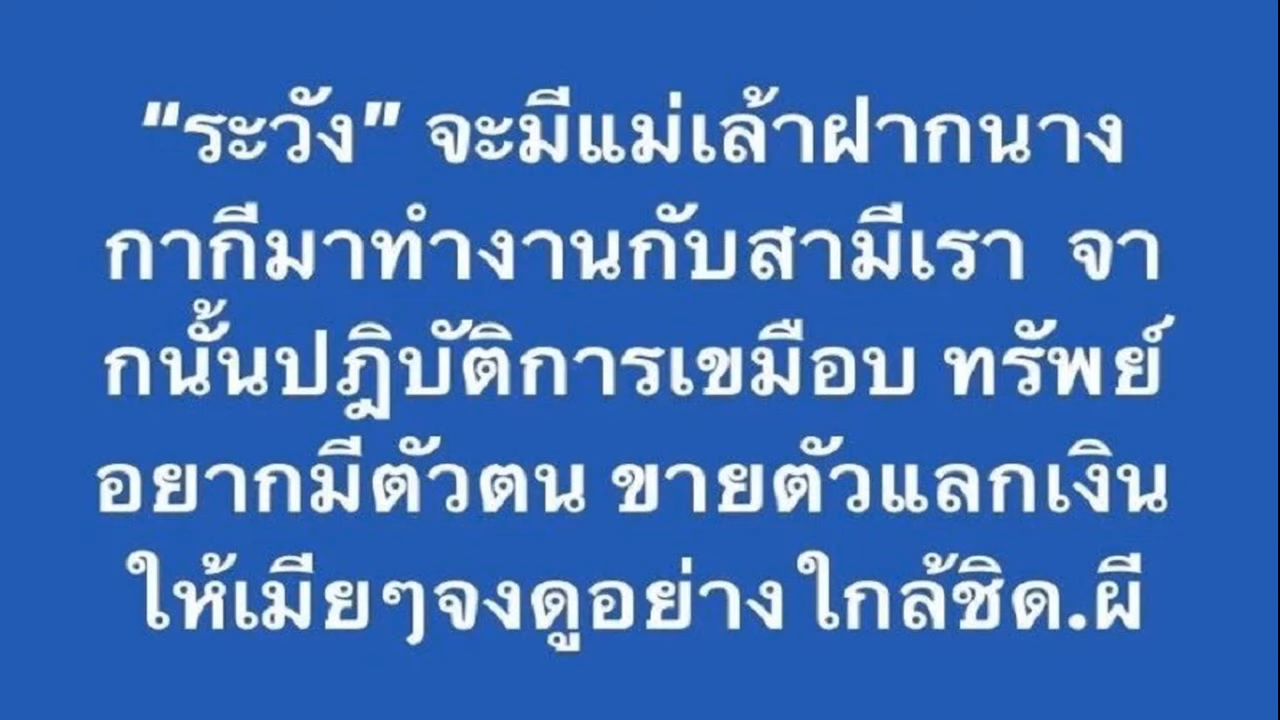 “ระวัง” จะมีแม่เล้าฝากนาง
กากีมาทำงานกับสามีเรา จา
กนั้นปฎิบัติการเขมือบ ทรัพย์
อยากมีตัวตน ขายตัวแลกเงิน
ให้เมียๆจงดูอย่างใกล้ชิด.ผี